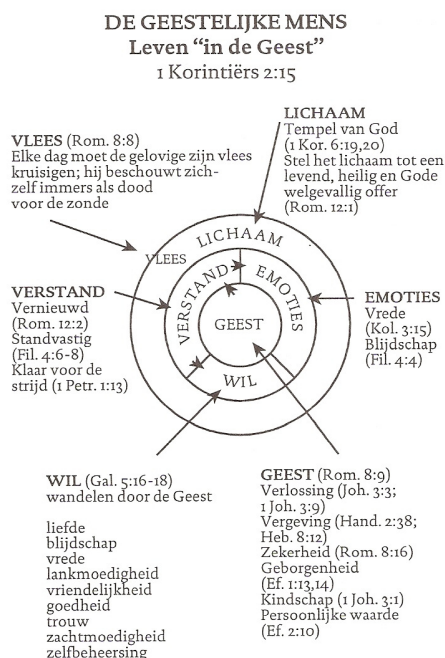 DE GEESTELIJKE MENS
Leven “in de Geest”
1 Korintiërs 2:15
LICHAAM
Tempel van God
(1 Kor. 6:19,20)
Stel het lichaam tot een
levend, heilig en Gode
welgevallig offer
(Rom. 12:1)
VLEES (Rom. 8:8)
Elke dag moet de gelovige zijn vlees
kruisigen; hij beschouwt zich-
zelf immers als dood
voor de zonde
LICHAAM
VLEES
VERSTAND
EMOTIES
GEEST
WIL
VERSTAND
Vernieuwd
(Rom. 12:2)
Standvastig
(Fil. 4:6-8)
Klaar voor de
strijd (1 Petr. 1:13)
EMOTIES
Vrede
(Kol. 3:15)
Blijdschap
(Fil. 4:4)
WIL (Gal. 5:16-18)
wandelen door de Geest
liefde
blijdschap
vrede
lankmoedigheid
vriendelijkheid
goedheid
trouw
zachtmoedigheid
zelfbeheersing
GEEST (Rom. 8:9)
Verlossing (Joh. 3:3;
1 Joh. 3:9)
Vergeving (Hand. 2:38;
Heb. 8:12)
Zekerheid (Rom. 8:16)
Geborgenheid
(Ef. 1:13,14)
Kindschap (1 Joh. 3:1)
Persoonlijke waarde
(Ef. 2:10)